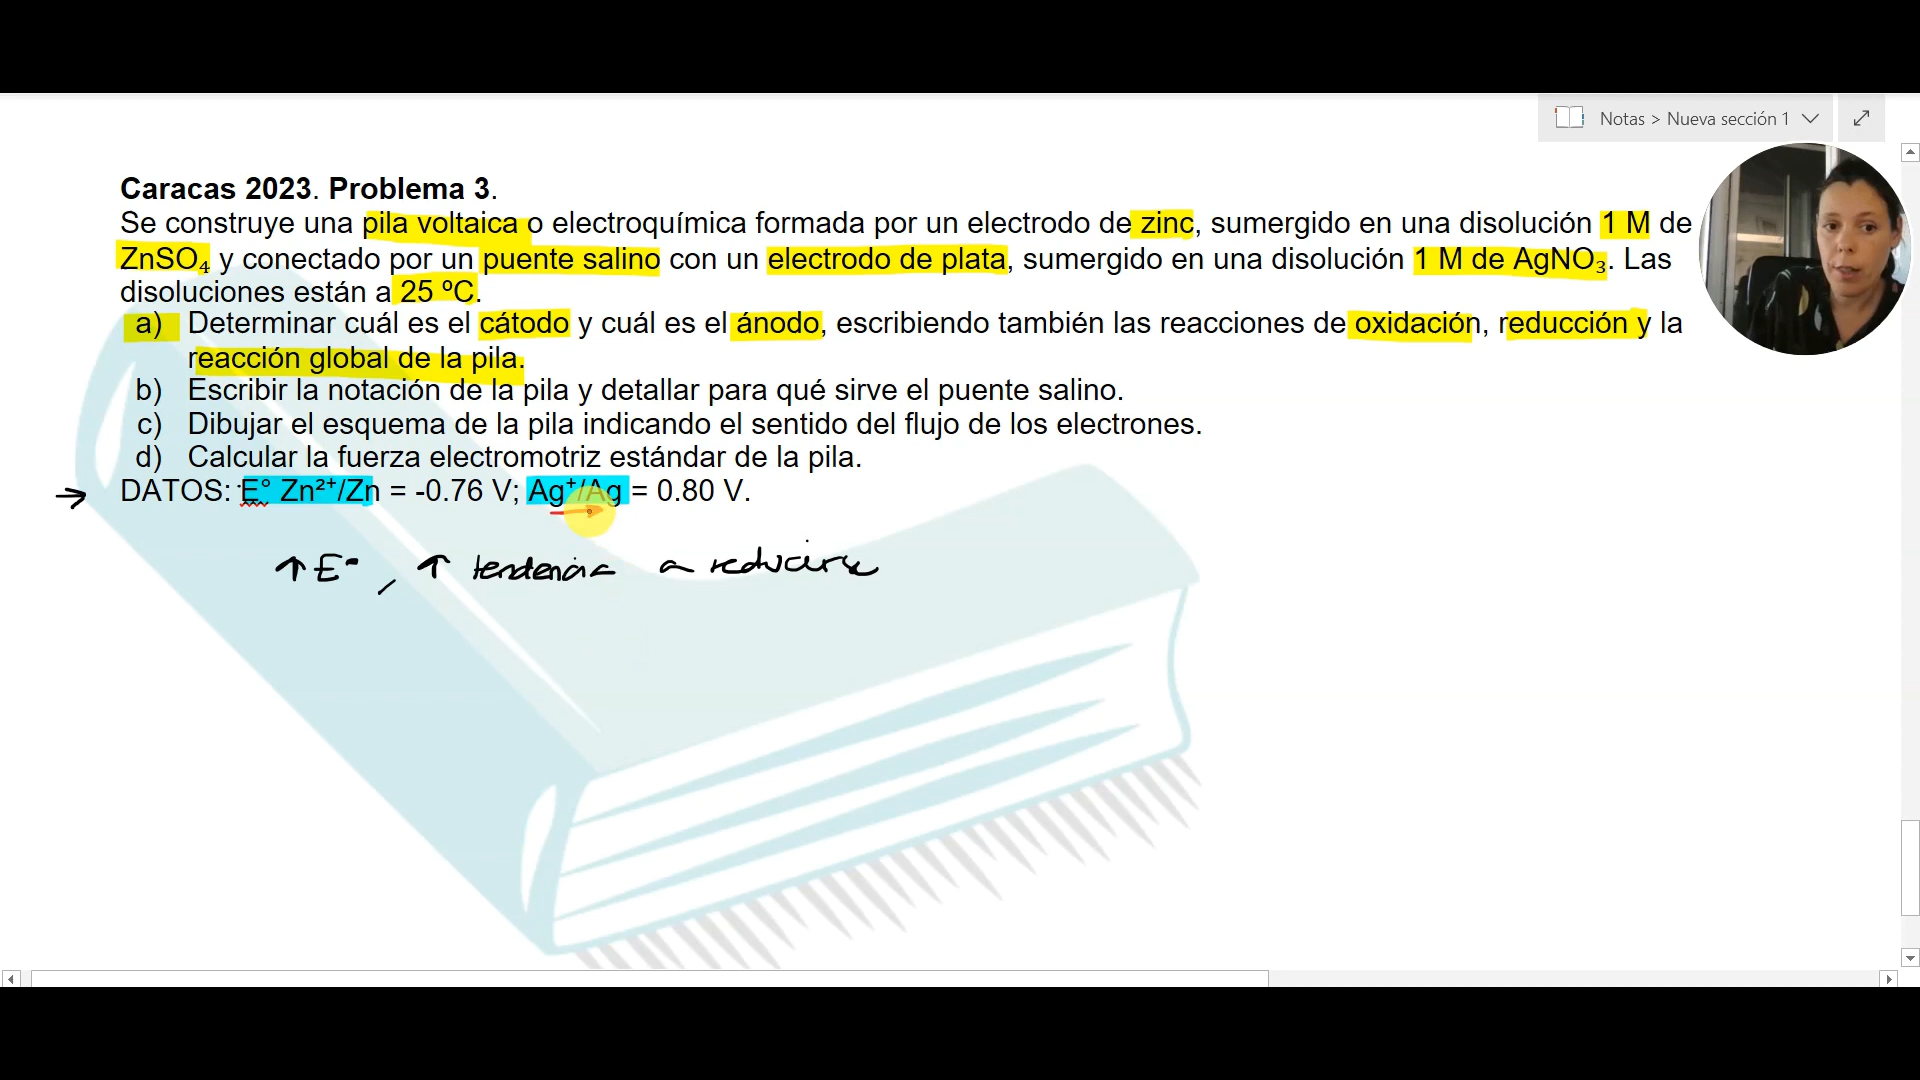 Notas > Nueva sección 1
Caracas 2023. Problema 3.
Se construye una pila voltaica o electroquímica formada por un electrodo de zinc, sumergido en una disolución 1 M de
ZnSO₄ y conectado por un puente salino con un electrodo de plata, sumergido en una disolución 1 M de AgNO₃. Las
disoluciones están a 25 ºC.
a) Determinar cuál es el cátodo y cuál es el ánodo, escribiendo también las reacciones de oxidación, reducción y la
reacción global de la pila.
b) Escribir la notación de la pila y detallar para qué sirve el puente salino.
c) Dibujar el esquema de la pila indicando el sentido del flujo de los electrones.
d) Calcular la fuerza electromotriz estándar de la pila.
→ DATOS: E° Zn²⁺/Zn = -0.76 V; Ag⁺/Ag = 0.80 V.
↑ E°, ↑ tendencia a reducirse